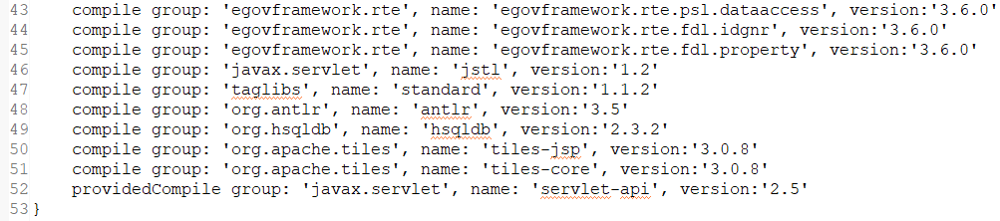 43 compile group: 'egovframework.rte', name: 'egovframework.rte.psl.dataaccess', version:'3.6.0'
44 compile group: 'egovframework.rte', name: 'egovframework.rte.fdl.idgnr', version:'3.6.0'
45 compile group: 'egovframework.rte', name: 'egovframework.rte.fdl.property', version:'3.6.0'
46 compile group: 'javax.servlet', name: 'jstl', version:'1.2'
47 compile group: 'taglibs', name: 'standard', version:'1.1.2'
48 compile group: 'org.antlr', name: 'antlr', version:'3.5'
49 compile group: 'org.hsqldb', name: 'hsqldb', version:'2.3.2'
50 compile group: 'org.apache.tiles', name: 'tiles-jsp', version:'3.0.8'
51 compile group: 'org.apache.tiles', name: 'tiles-core', version:'3.0.8'
52 providedCompile group: 'javax.servlet', name: 'servlet-api', version:'2.5'
53 }